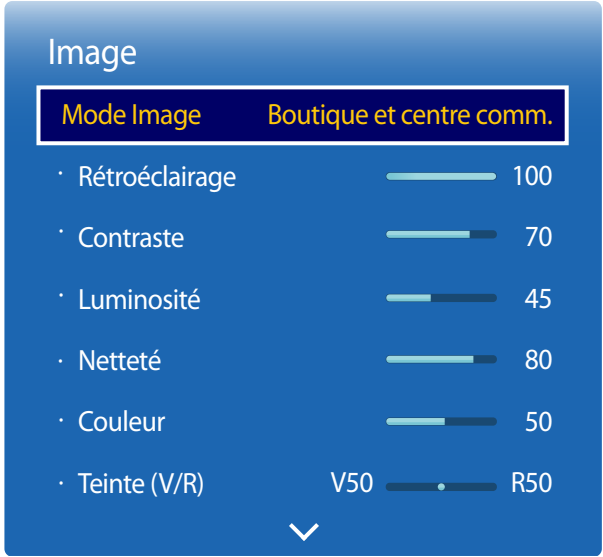 Image
Mode Image Boutique et centre comm.
· Rétroéclairage 100
· Contraste 70
· Luminosité 45
· Netteté 80
· Couleur 50
· Teinte (V/R) V50 R50